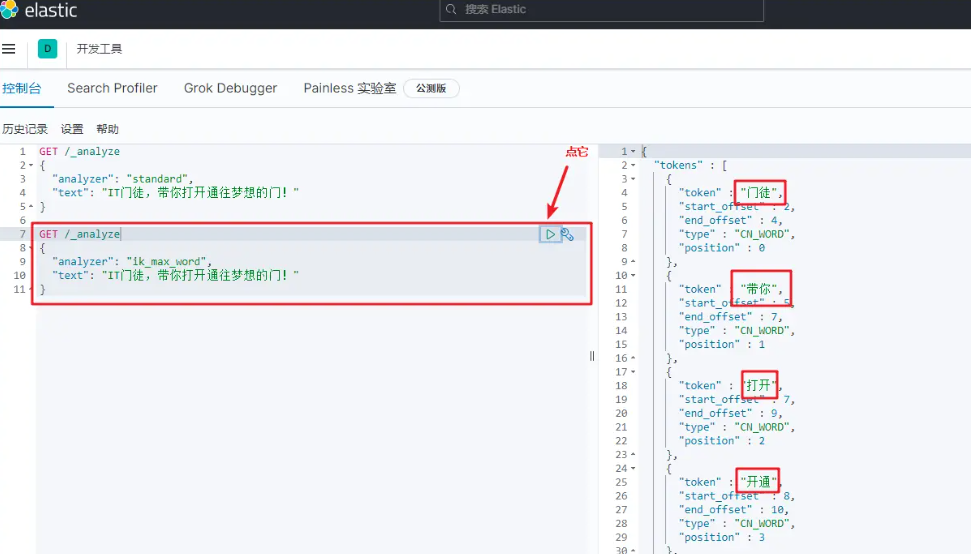 elastic
搜索 Elastic
D
开发工具
控制台 Search Profiler Grok Debugger Painless 实验室 公测版
历史记录 设置 帮助
点它
1 GET /_analyze
2 {
3 "analyzer": "standard",
4 "text": "IT门徒，带你打开通往梦想的门！"
5 }
6
7 GET /_analyze
8 {
9 "analyzer": "ik_max_word",
10 "text": "IT门徒，带你打开通往梦想的门！"
11 }
1 {
2 "tokens" : [
3 {
4 "token" : "门徒",
5 "start_offset" : 2,
6 "end_offset" : 4,
7 "type" : "CN_WORD",
8 "position" : 0
9 },
10 {
11 "token" : "带你",
12 "start_offset" : 5,
13 "end_offset" : 7,
14 "type" : "CN_WORD",
15 "position" : 1
16 },
17 {
18 "token" : "打开",
19 "start_offset" : 7,
20 "end_offset" : 9,
21 "type" : "CN_WORD",
22 "position" : 2
23 },
24 {
25 "token" : "开通",
26 "start_offset" : 8,
27 "end_offset" : 10,
28 "type" : "CN_WORD",
29 "position" : 3
30 },